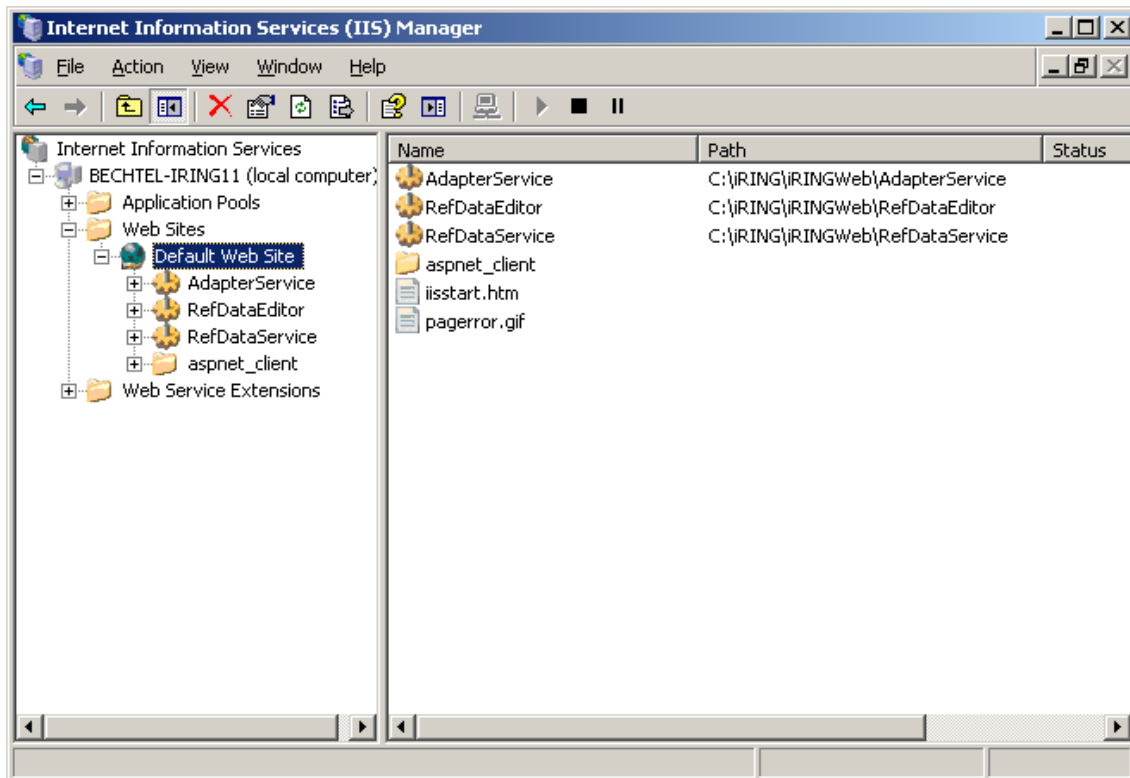 Internet Information Services (IIS) Manager
File Action View Window Help
Internet Information Services
BECHTEL-IRING11 (local computer)
Application Pools
Web Sites
Default Web Site
AdapterService
RefDataEditor
RefDataService
aspnet_client
Web Service Extensions
Name Path Status
AdapterService C:\iRING\iRINGWeb\AdapterService
RefDataEditor C:\iRING\iRINGWeb\RefDataEditor
RefDataService C:\iRING\iRINGWeb\RefDataService
aspnet_client
iisstart.htm
pagerror.gif